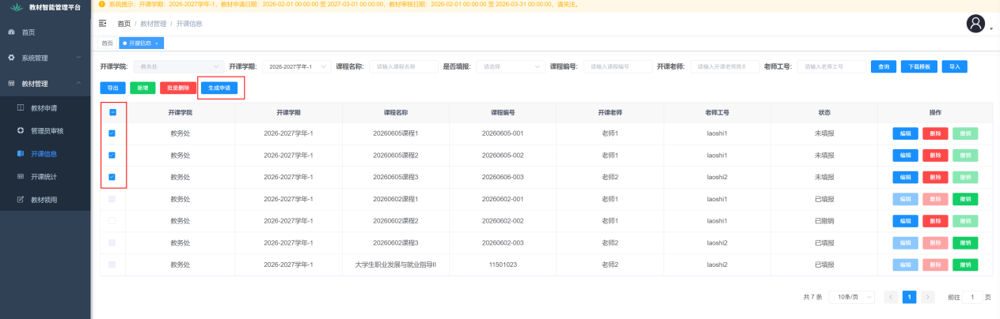 教材智能管理平台
系统提示：开课学期：2026-2027学年-1，教材申请日期：2026-02-01 00:00:00 至 2027-03-01 00:00:00，教材审核日期：2026-02-01 00:00:00 至 2026-03-31 00:00:00，请关注。
首页 / 教材管理 / 开课信息
首页
系统管理
教材管理
教材申请
管理员审核
开课信息
开课统计
教材领用
首页 开课信息 ×
开课学院: 教务处 开课学期: 2026-2027学年-1 课程名称: 请输入课程名称 是否填报: 请选择 课程编号: 请输入课程编号 开课老师: 请输入开课老师姓名 老师工号: 请输入老师工号 查询 下载模板 导入
导出 新增 批量删除 生成申请
开课学院 开课学期 课程名称 课程编号 开课老师 老师工号 状态 操作
教务处 2026-2027学年-1 20260605课程1 20260605-001 老师1 laoshi1 未填报 编辑 删除 撤销
教务处 2026-2027学年-1 20260605课程2 20260605-002 老师1 laoshi1 未填报 编辑 删除 撤销
教务处 2026-2027学年-1 20260605课程3 20260606-003 老师2 laoshi2 未填报 编辑 删除 撤销
教务处 2026-2027学年-1 20260602课程1 20260602-001 老师1 laoshi1 已填报 编辑 删除 撤销
教务处 2026-2027学年-1 20260602课程2 20260602-002 老师1 laoshi1 已撤销 编辑 删除 撤销
教务处 2026-2027学年-1 20260602课程3 20260602-003 老师2 laoshi2 已填报 编辑 删除 撤销
教务处 2026-2027学年-1 大学生职业发展与就业指导II 11501023 老师2 laoshi2 已填报 编辑 删除 撤销
共 7 条 10条/页 1 前往 1 页